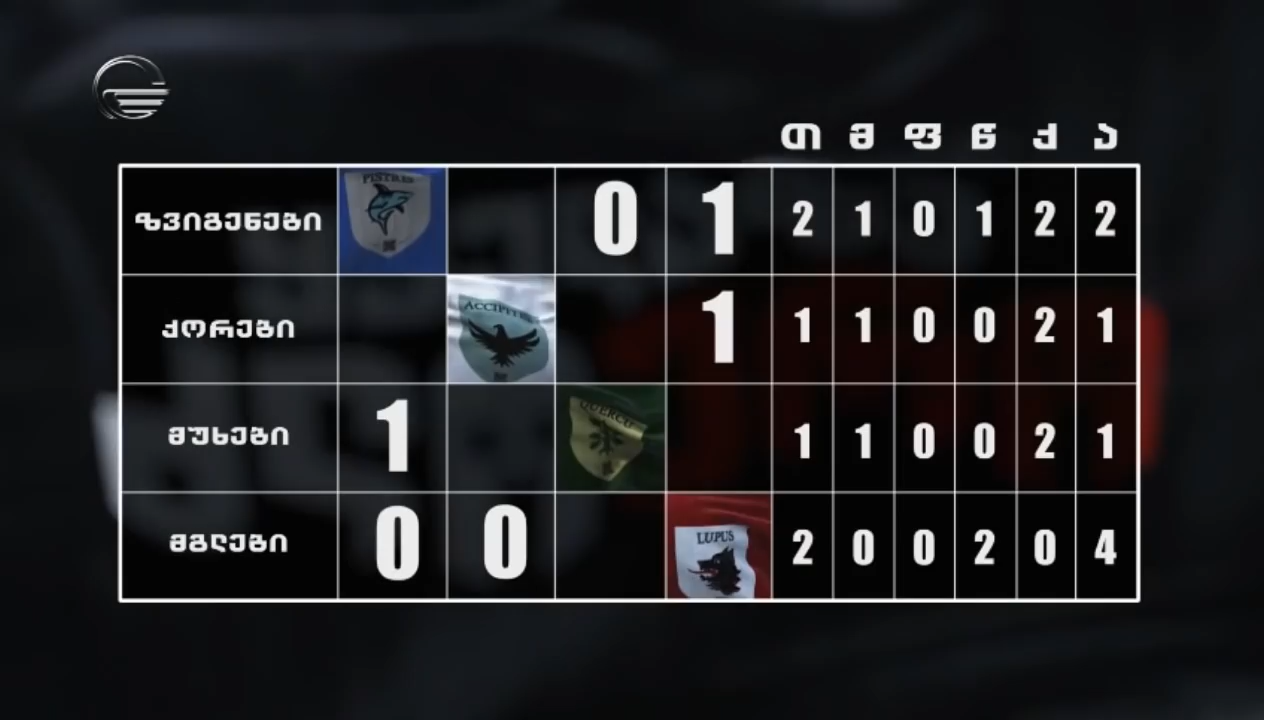 თ მ ფ წ ქ ა
ზვიგენები PISTRIS 0 1 2 1 0 1 2 2
ქორები ACCIPITRES 1 1 1 0 0 2 1
მუხები 1 QUERCU 1 1 0 0 2 1
მგლები 0 0 LUPUS 2 0 0 2 0 4